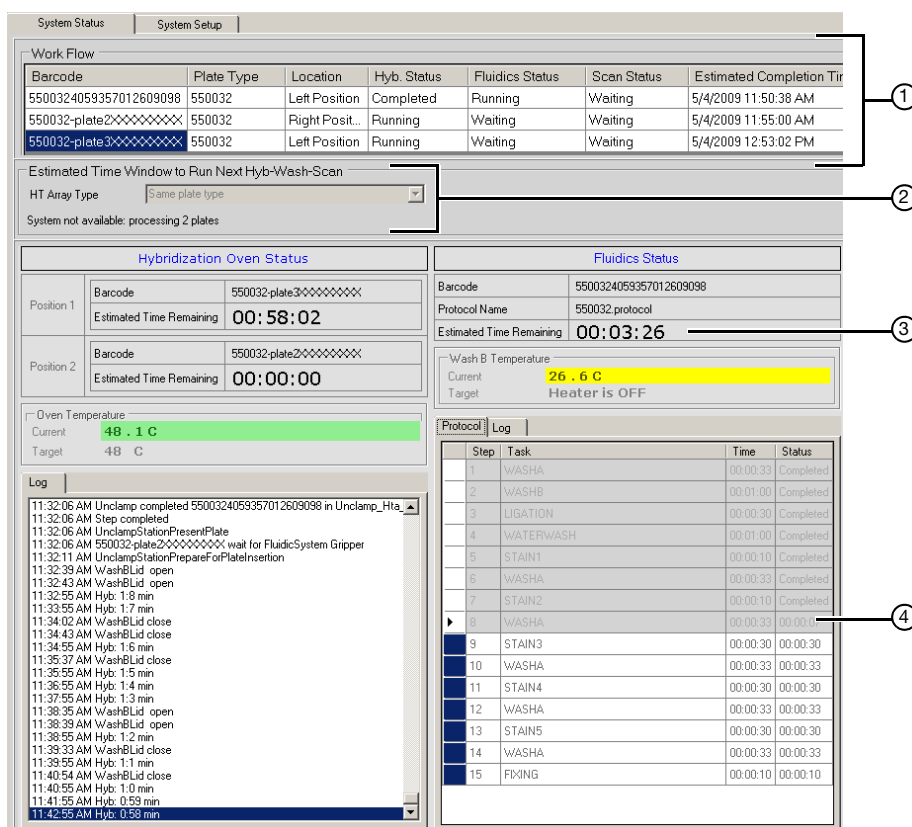 System Status System Setup
Work Flow
Barcode Plate Type Location Hyb. Status Fluidics Status Scan Status Estimated Completion Tir
5500324059357012609098 550032 Left Position Completed Running Waiting 5/4/2009 11:50:38 AM
550032-plate2XXXXXXXXX 550032 Right Posit... Running Waiting Waiting 5/4/2009 11:55:00 AM
550032-plate3XXXXXXXXX 550032 Left Position Running Waiting Waiting 5/4/2009 12:53:02 PM
1
Estimated Time Window to Run Next Hyb-Wash-Scan
HT Array Type Same plate type
2
System not available: processing 2 plates
Hybridization Oven Status
Position 1
Barcode 550032-plate3XXXXXXXXX
Estimated Time Remaining 00:58:02
Position 2
Barcode 550032-plate2XXXXXXXXX
Estimated Time Remaining 00:00:00
Oven Temperature
Current 48 . 1 C
Target 48 C
Log
11:32:06 AM Unclamp completed 5500324059357012609098 in Unclamp_Hta_
11:32:06 AM Step completed
11:32:06 AM UnclampStationPresentPlate
11:32:06 AM 550032-plate2XXXXXXXXX wait for FluidicSystem Gripper
11:32:11 AM UnclampStationPrepareForPlateInsertion
11:32:39 AM WashBLid open
11:32:43 AM WashBLid open
11:32:55 AM Hyb: 1:8 min
11:33:55 AM Hyb: 1:7 min
11:34:02 AM WashBLid close
11:34:43 AM WashBLid close
11:34:55 AM Hyb: 1:6 min
11:35:37 AM WashBLid close
11:35:55 AM Hyb: 1:5 min
11:36:55 AM Hyb: 1:4 min
11:37:55 AM Hyb: 1:3 min
11:38:35 AM WashBLid open
11:38:39 AM WashBLid open
11:38:55 AM Hyb: 1:2 min
11:39:33 AM WashBLid close
11:39:55 AM Hyb: 1:1 min
11:40:54 AM WashBLid close
11:40:55 AM Hyb: 1:0 min
11:41:55 AM Hyb: 0:59 min
11:42:55 AM Hyb: 0:58 min
Fluidics Status
Barcode 5500324059357012609098
Protocol Name 550032.protocol
Estimated Time Remaining 00:03:26
3
Wash B Temperature
Current 26 . 6 C
Target Heater is OFF
Protocol Log
Step Task Time Status
1 WASHA 00:00:33 Completed
2 WASHB 00:01:00 Completed
3 LIGATION 00:00:30 Completed
4 WATERWASH 00:01:00 Completed
5 STAIN1 00:00:10 Completed
6 WASHA 00:00:33 Completed
7 STAIN2 00:00:10 Completed
8 WASHA 00:00:33
4
9 STAIN3 00:00:30 00:00:30
10 WASHA 00:00:33 00:00:33
11 STAIN4 00:00:30 00:00:30
12 WASHA 00:00:33 00:00:33
13 STAIN5 00:00:30 00:00:30
14 WASHA 00:00:33 00:00:33
15 FIXING 00:00:10 00:00:10